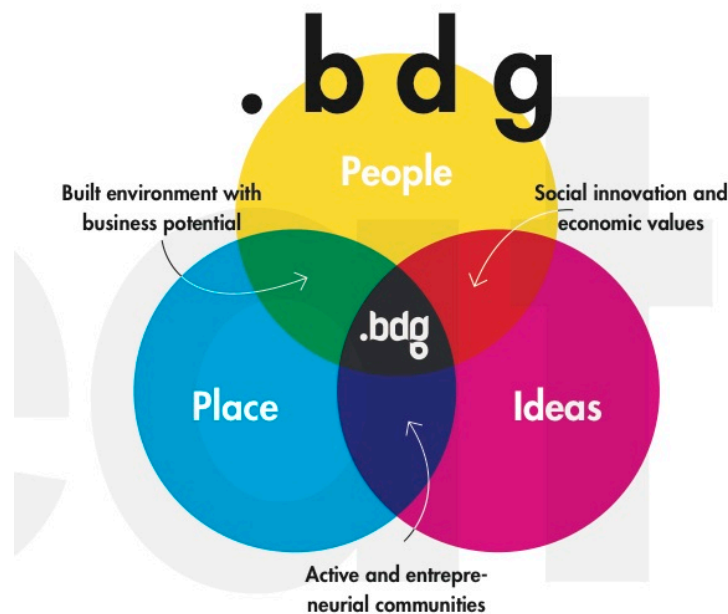 .bdg
People
Built environment with
business potential
Social innovation and
economic values
.bdg
Place
Ideas
Active and entrepre-
neurial communities